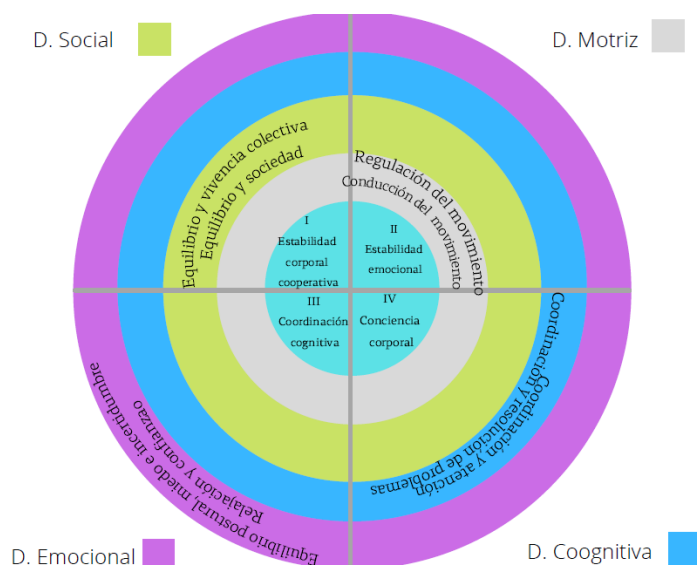 D. Social
D. Motriz
Equilibrio y vivencia colectiva
Equilibrio y sociedad
Regulación del movimiento
Conducción del movimiento
I
Estabilidad
corporal
cooperativa
II
Estabilidad
emocional
III
Coordinación
cognitiva
IV
Conciencia
corporal
Equilibrio postural, miedo e incertidumbre
Relajación y confianzao
Coordinación y atención
Coordinación y resolución de problemas
D. Emocional
D. Coognitiva